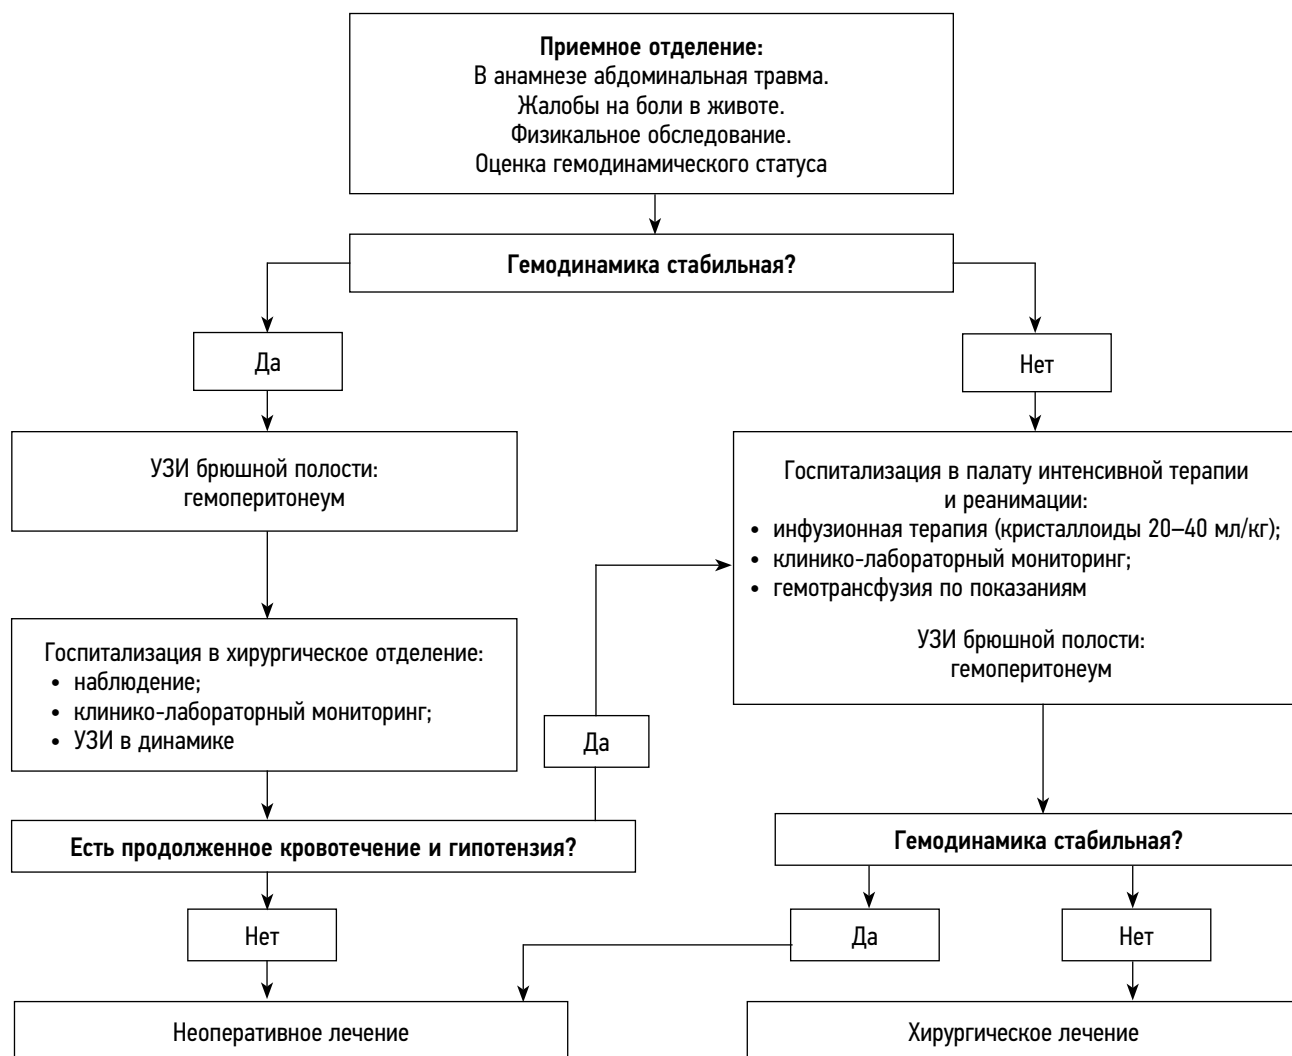 Приемное отделение:
В анамнезе абдоминальная травма.
Жалобы на боли в животе.
Физикальное обследование.
Оценка гемодинамического статуса
Гемодинамика стабильная?
Да
Нет
УЗИ брюшной полости:
гемоперитонеум
Госпитализация в палату интенсивной терапии
и реанимации:
• инфузионная терапия (кристаллоиды 20–40 мл/кг);
• клинико-лабораторный мониторинг;
• гемотрансфузия по показаниям
УЗИ брюшной полости:
гемоперитонеум
Госпитализация в хирургическое отделение:
• наблюдение;
• клинико-лабораторный мониторинг;
• УЗИ в динамике
Да
Есть продолженное кровотечение и гипотензия?
Гемодинамика стабильная?
Нет
Да
Нет
Неоперативное лечение
Хирургическое лечение